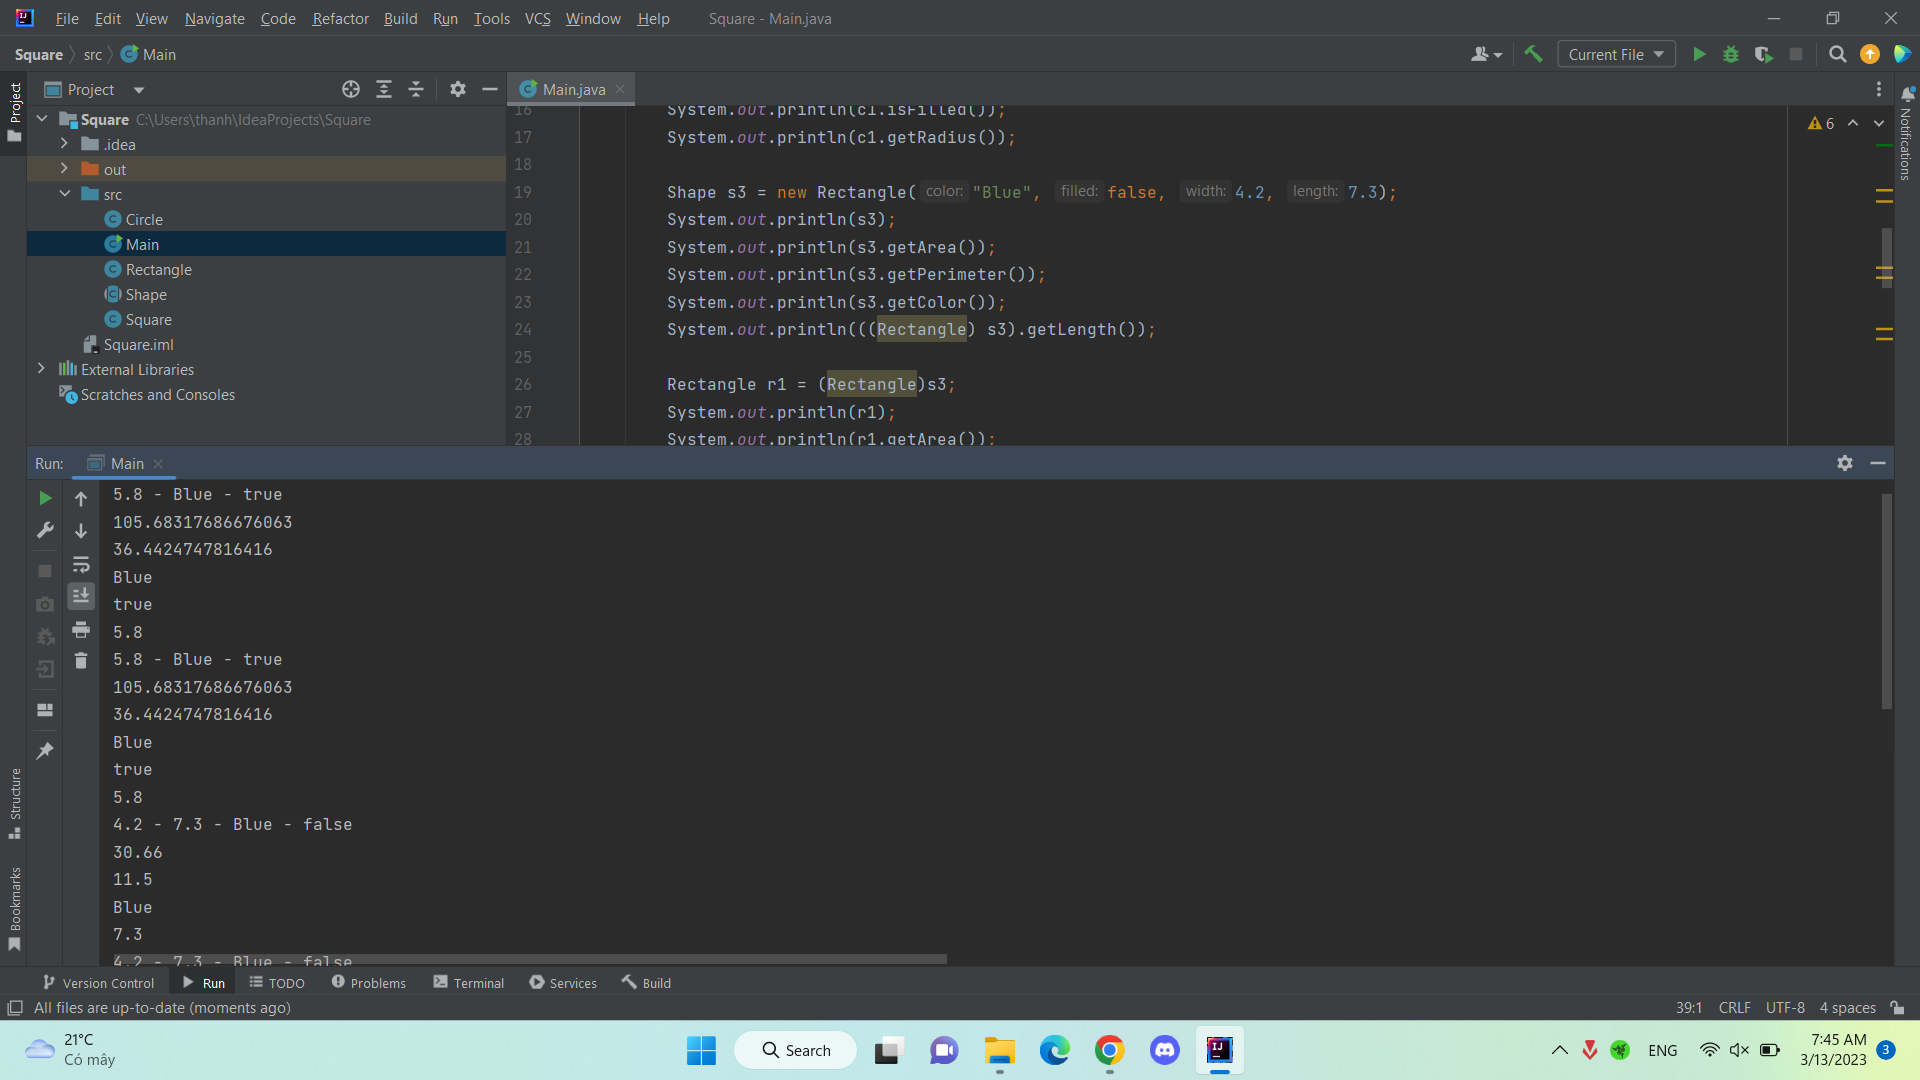 File Edit View Navigate Code Refactor Build Run Tools VCS Window Help Square - Main.java
Square src Main
Current File
Project
Main.java
Project
Notifications
Square C:\Users\thanh\IdeaProjects\Square
.idea
out
src
Circle
Main
Rectangle
Shape
Square
Square.iml
External Libraries
Scratches and Consoles
6
16 System.out.println(c1.isFilled());
17 System.out.println(c1.getRadius());
18
19 Shape s3 = new Rectangle( color: "Blue", filled: false, width: 4.2, length: 7.3);
20 System.out.println(s3);
21 System.out.println(s3.getArea());
22 System.out.println(s3.getPerimeter());
23 System.out.println(s3.getColor());
24 System.out.println(((Rectangle) s3).getLength());
25
26 Rectangle r1 = (Rectangle)s3;
27 System.out.println(r1);
28 System.out.println(r1.getArea());
Run: Main
5.8 - Blue - true
105.68317686676063
36.4424747816416
Blue
true
5.8
5.8 - Blue - true
105.68317686676063
36.4424747816416
Blue
true
5.8
4.2 - 7.3 - Blue - false
30.66
11.5
Blue
7.3
4.2 - 7.3 - Blue - false
Structure
Bookmarks
Version Control Run TODO Problems Terminal Services Build
All files are up-to-date (moments ago)
39:1 CRLF UTF-8 4 spaces
21°C
Có mây
Search
ENG
7:45 AM
3/13/2023
3